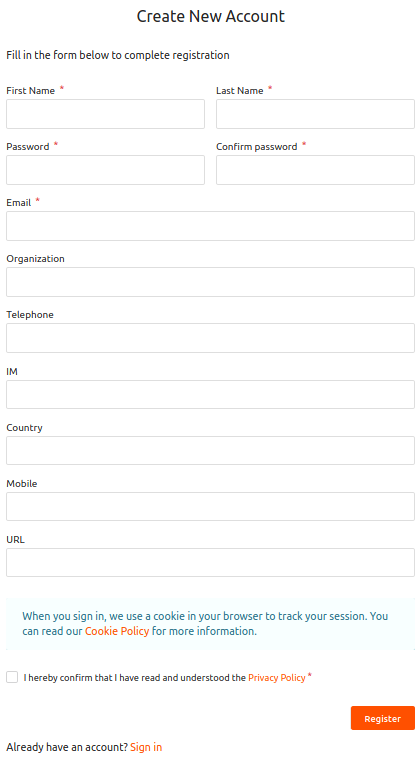 Create New Account
Fill in the form below to complete registration
First Name * Last Name *
Password * Confirm password *
Email *
Organization
Telephone
IM
Country
Mobile
URL
When you sign in, we use a cookie in your browser to track your session. You
can read our Cookie Policy for more information.
I hereby confirm that I have read and understood the Privacy Policy *
Register
Already have an account? Sign in